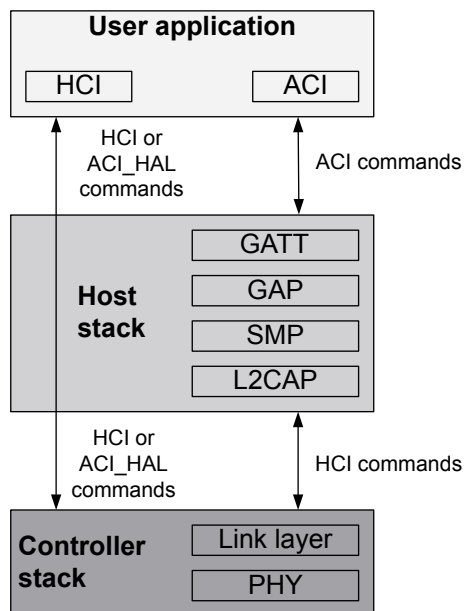 User application
HCI
ACI
HCI or
ACI_HAL
commands
ACI commands
GATT
GAP
Host
stack
SMP
L2CAP
HCI or
ACI_HAL
commands
HCI commands
Controller
stack
Link layer
PHY